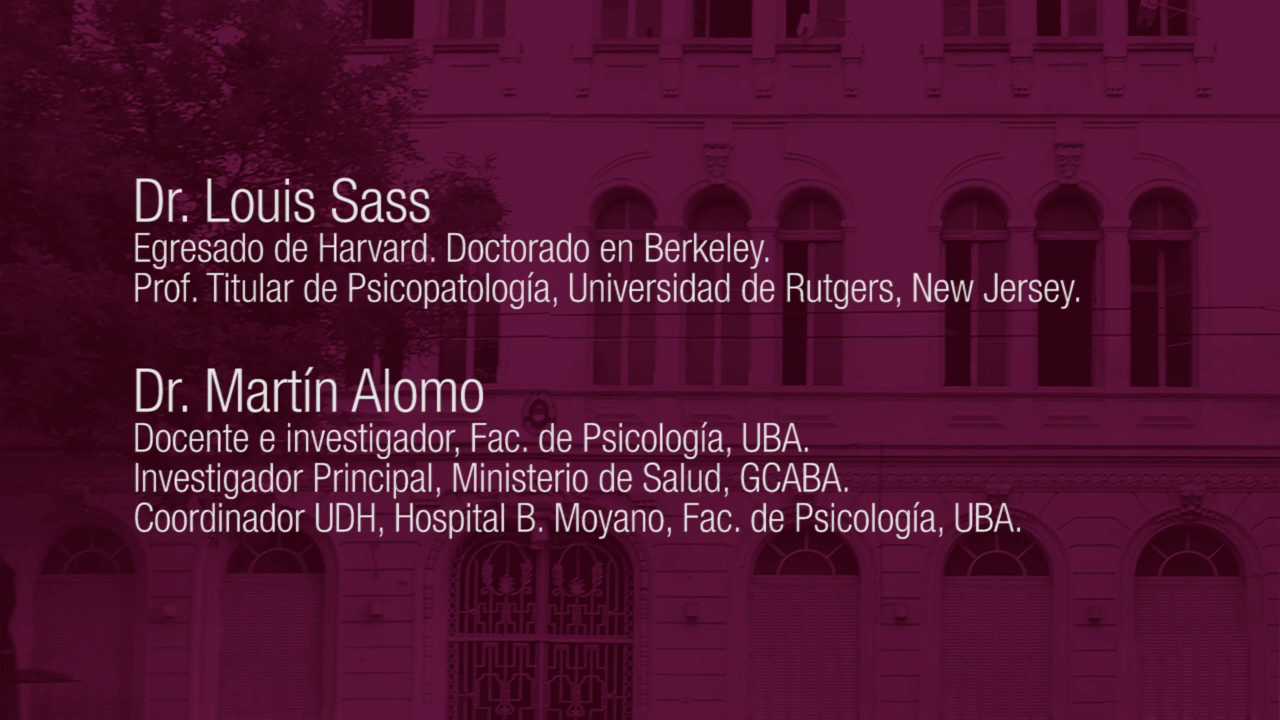 Dr. Louis Sass
Egresado de Harvard. Doctorado en Berkeley.
Prof. Titular de Psicopatología, Universidad de Rutgers, New Jersey.
Dr. Martín Alomo
Docente e investigador, Fac. de Psicología, UBA.
Investigador Principal, Ministerio de Salud, GCABA.
Coordinador UDH, Hospital B. Moyano, Fac. de Psicología, UBA.